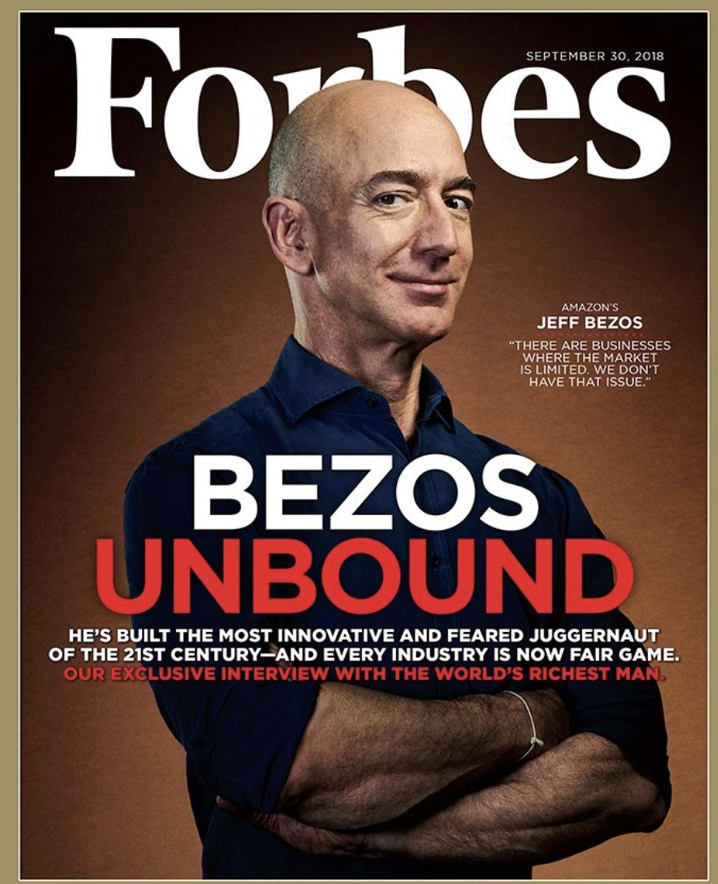 Forbes
SEPTEMBER 30, 2018
AMAZON'S
JEFF BEZOS
“THERE ARE BUSINESSES
WHERE THE MARKET
IS LIMITED. WE DON'T
HAVE THAT ISSUE.”
BEZOS
UNBOUND
HE'S BUILT THE MOST INNOVATIVE AND FEARED JUGGERNAUT
OF THE 21ST CENTURY—AND EVERY INDUSTRY IS NOW FAIR GAME.
OUR EXCLUSIVE INTERVIEW WITH THE WORLD'S RICHEST MAN.